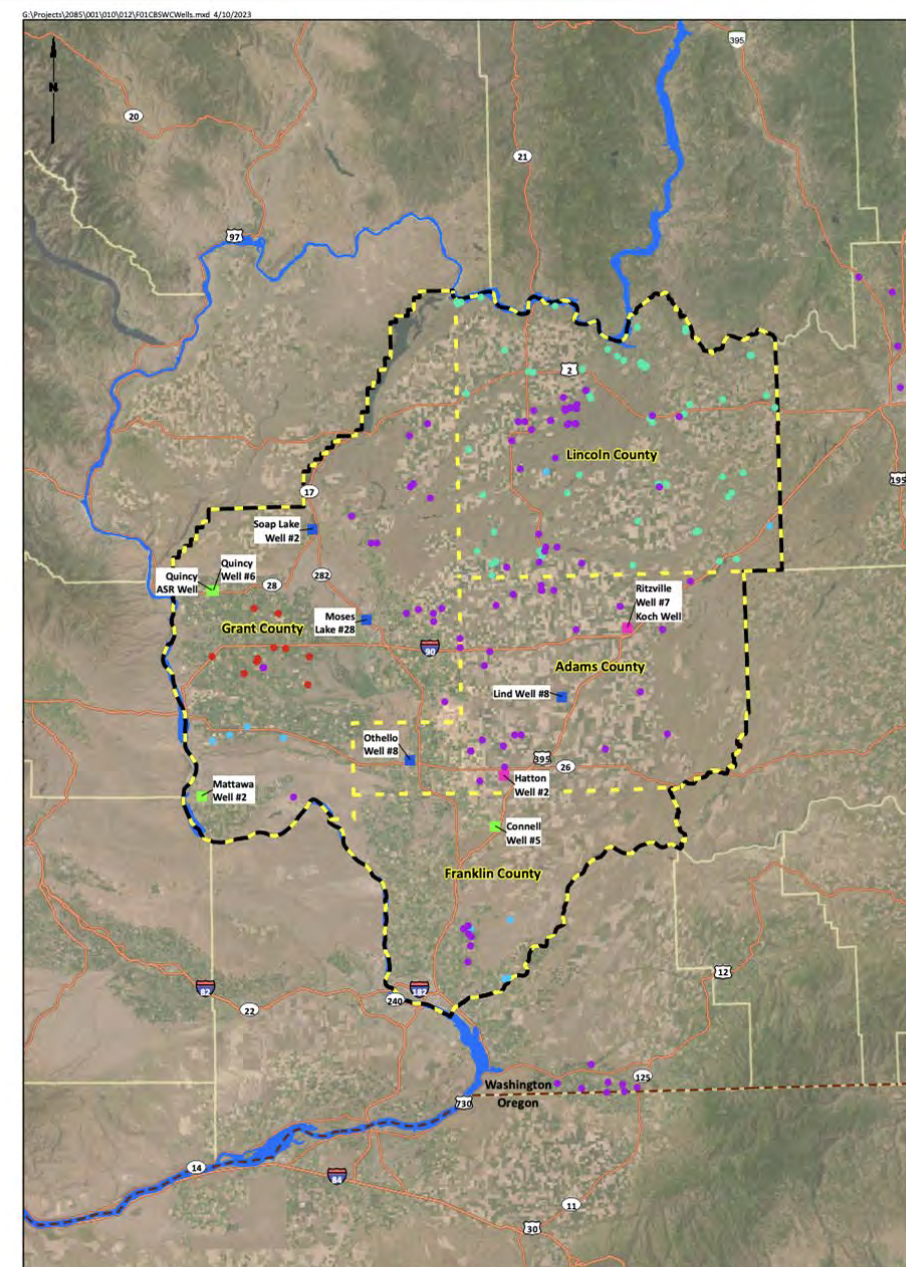 G:\Projects\2085\001\010\012\F01CBSWCWells.mxd 4/10/2023
N
395
20
21
97
2
Lincoln County
195
17
Soap Lake
Well #2
Quincy
Well #6
Quincy
ASR Well
28
282
Ritzville
Well #7
Koch Well
Moses
Lake #28
Grant County
90
Adams County
Lind Well #8
Othello
Well #8
395
26
Hatton
Well #2
Mattawa
Well #2
Connell
Well #5
Franklin County
12
82
182
240
22
125
Washington
Oregon
730
14
84
11
30